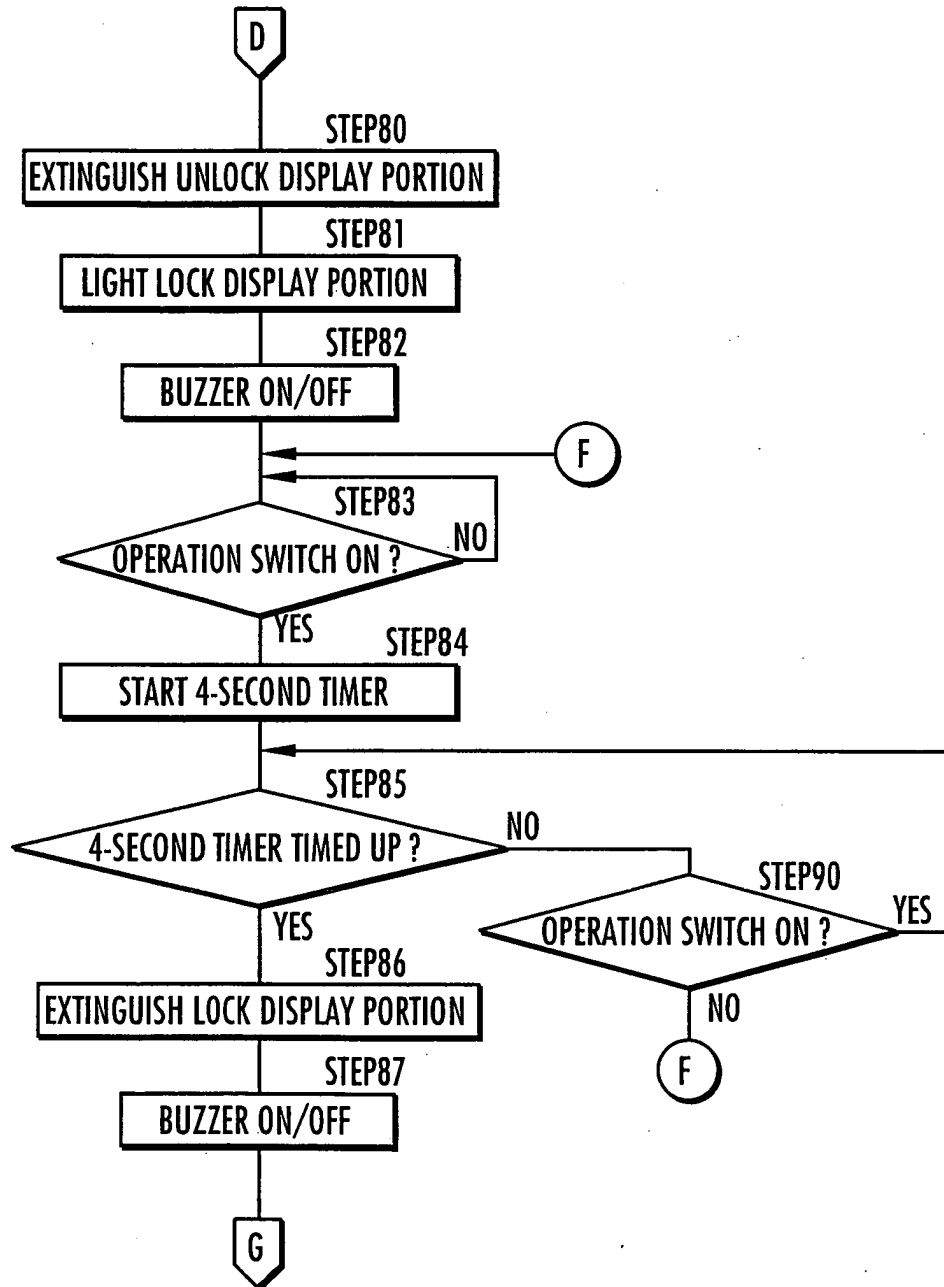 D
STEP80
EXTINGUISH UNLOCK DISPLAY PORTION
STEP81
LIGHT LOCK DISPLAY PORTION
STEP82
BUZZER ON/OFF
F
STEP83
OPERATION SWITCH ON ?
NO
YES
STEP84
START 4-SECOND TIMER
STEP85
4-SECOND TIMER TIMED UP ?
NO
STEP90
OPERATION SWITCH ON ?
YES
YES
NO
STEP86
EXTINGUISH LOCK DISPLAY PORTION
F
STEP87
BUZZER ON/OFF
G